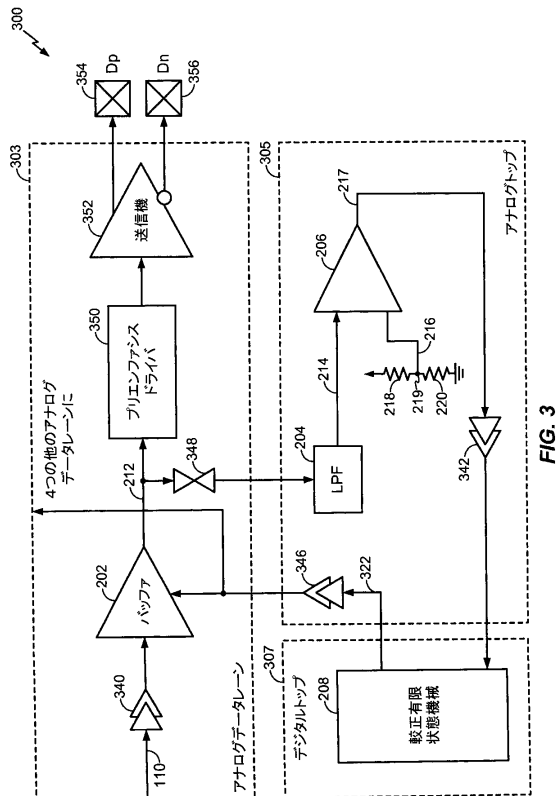 300
303
354
Dp
356
Dn
4つの他のアナログ
データレーンに
202
バッファ
212
350
プリエンファシス
ドライバ
352
送信機
340
110
348
アナログデータレーン
305
204
LPF
214
206
217
216
218
219
220
346
322
342
アナログトップ
307
デジタルトップ
208
較正有限
状態機械
FIG. 3